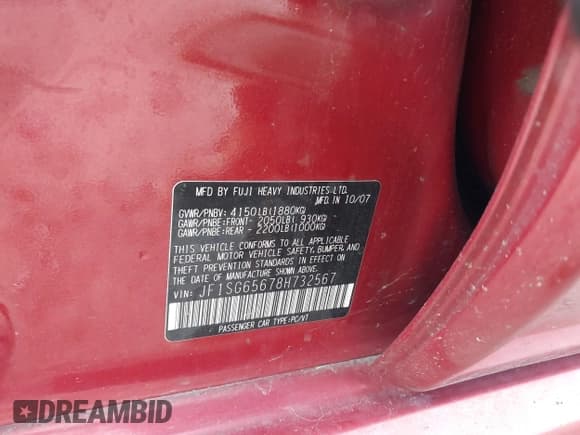 MFD BY FUJI HEAVY INDUSTRIES LTD.
MFD. IN 10/07
GVWR/PNBV: 4150LB(1880KG)
GAWR/PNBE:FRONT- 2050LB( 930KG)
GAWR/PNBE:REAR - 2200LB(1000KG)
THIS VEHICLE CONFORMS TO ALL APPLICABLE
FEDERAL MOTOR VEHICLE SAFETY, BUMPER, AND
THEFT PREVENTION STANDARDS IN EFFECT ON
THE DATE OF MANUFACTURE SHOWN ABOVE.
VIN: JF1SG65678H732567
PASSENGER CAR TYPE:PC/VT
DREAMBID